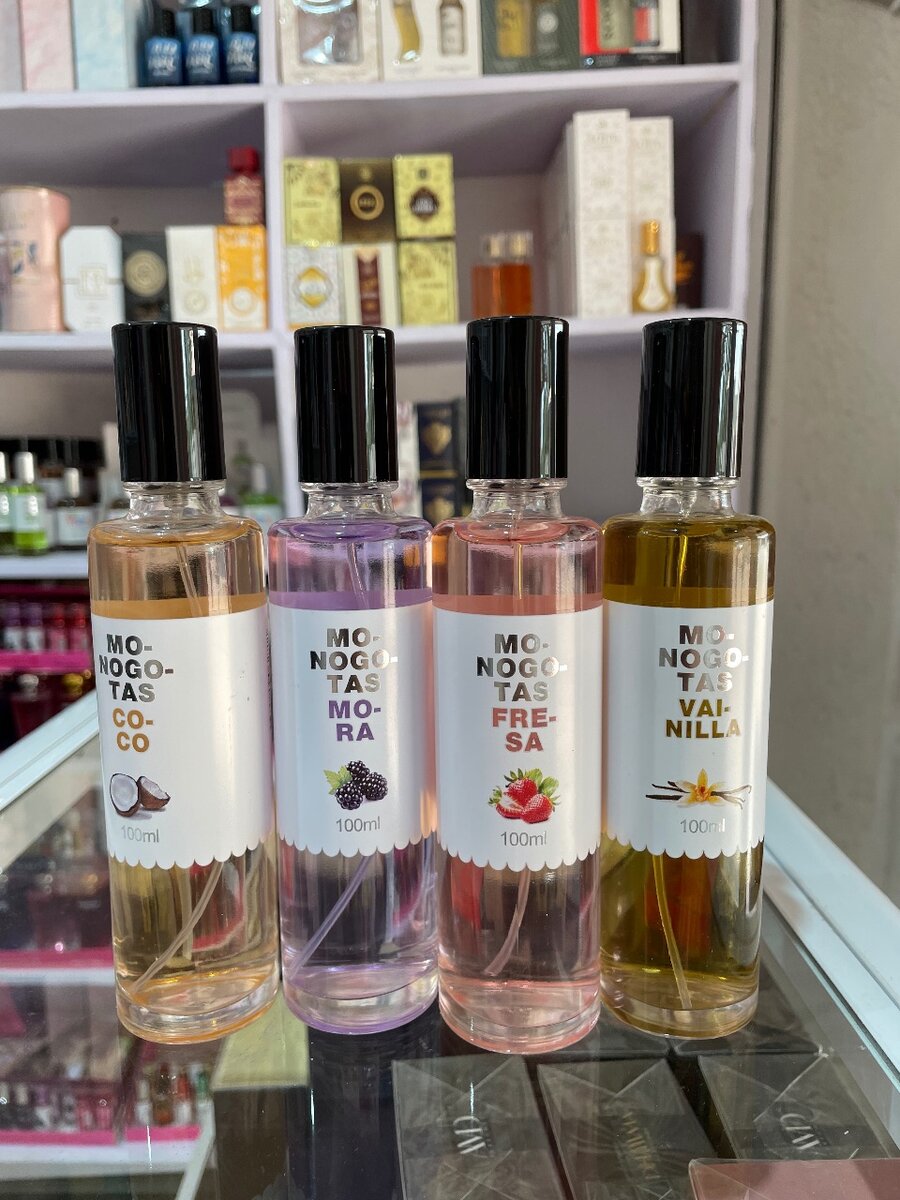 MO-
NOGO-
TAS
CO-
CO
100ml
MO-
NOGO-
TAS
MO-
RA
100ml
MO-
NOGO-
TAS
FRE-
SA
100ml
MO-
NOGO-
TAS
VAI-
NILLA
100ml